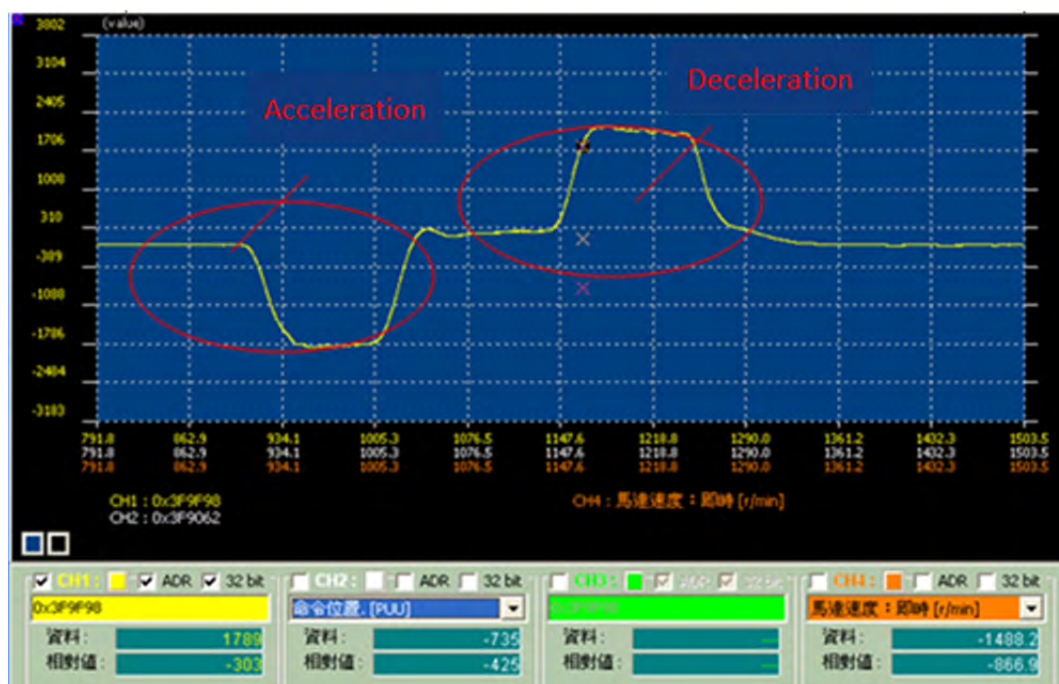 3802
(value)
3104
2405
1706
1008
310
-389
-1088
-1786
-2484
-3183
Acceleration
Deceleration
791.8 862.9 934.1 1005.3 1076.5 1147.6 1218.8 1290.0 1361.2 1432.3 1503.5
791.8 862.9 934.1 1005.3 1076.5 1147.6 1218.8 1290.0 1361.2 1432.3 1503.5
791.8 862.9 934.1 1005.3 1076.5 1147.6 1218.8 1290.0 1361.2 1432.3 1503.5
CH1 : 0x3F9F98
CH4 : 馬達速度：即時 [r/min]
CH2 : 0x3F9062
CH1 : ADR 32 bit CH2 : ADR 32 bit CH3 : ADR 32 bit CH4 : ADR 32 bit
0x3F9F98 命令位置. [PUU] 0x3F9F98 馬達速度：即時 [r/min]
資料： 1789 資料： -735 資料： --- 資料： -1488.2
相對值： -303 相對值： -425 相對值： --- 相對值： -866.9